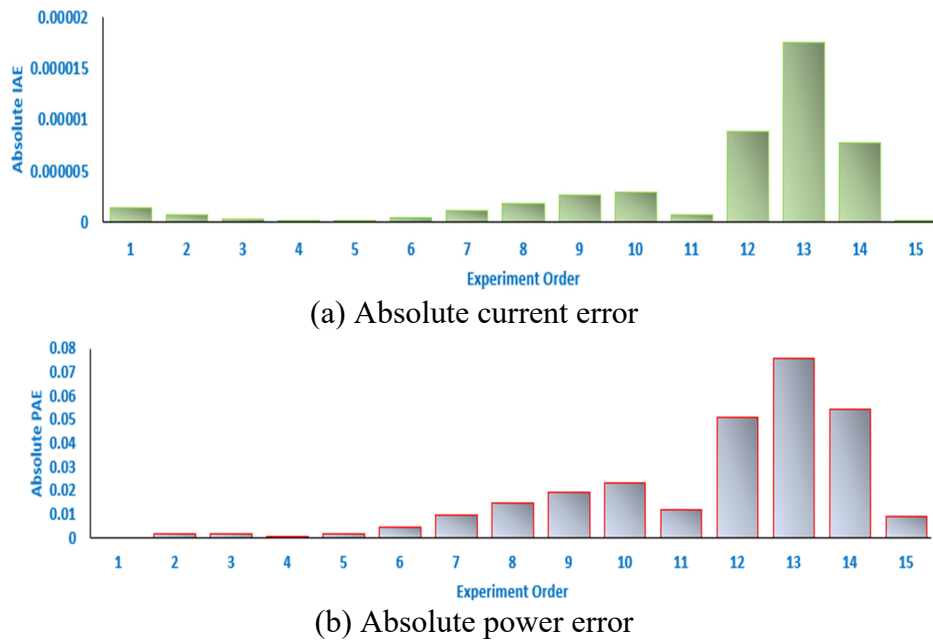 0.00002
0.000015
0.00001
0.000005
0
Absolute IAE
1 2 3 4 5 6 7 8 9 10 11 12 13 14 15
Experiment Order
(a) Absolute current error
0.08
0.07
0.06
0.05
0.04
0.03
0.02
0.01
0
Absolute PAE
1 2 3 4 5 6 7 8 9 10 11 12 13 14 15
Experiment Order
(b) Absolute power error